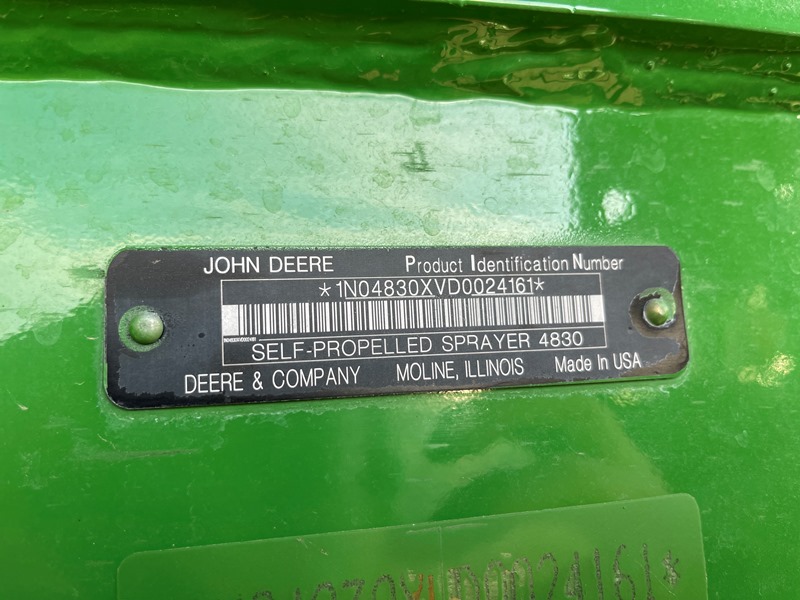 JOHN DEERE Product Identification Number
*1N04830XVD0024161*
SELF-PROPELLED SPRAYER 4830
DEERE & COMPANY MOLINE, ILLINOIS Made In USA